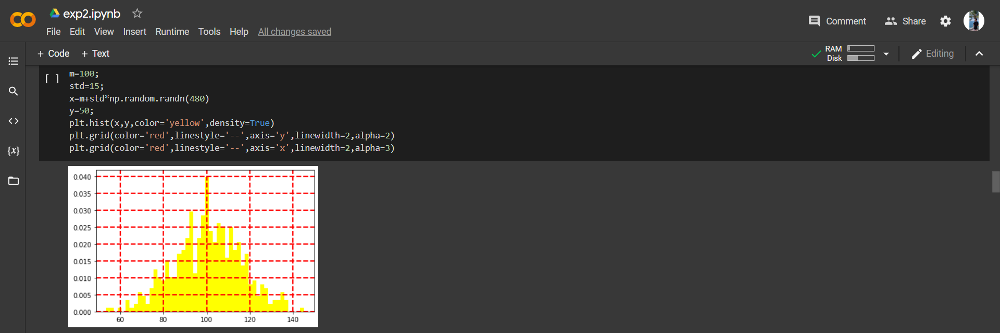 exp2.ipynb
File Edit View Insert Runtime Tools Help All changes saved
Comment Share
+ Code + Text
RAM
Disk
Editing
[ ]
m=100;
std=15;
x=m+std*np.random.randn(480)
y=50;
plt.hist(x,y,color='yellow',density=True)
plt.grid(color='red',linestyle='--',axis='y',linewidth=2,alpha=2)
plt.grid(color='red',linestyle='--',axis='x',linewidth=2,alpha=3)
{x}
0.040
0.035
0.030
0.025
0.020
0.015
0.010
0.005
0.000
60 80 100 120 140